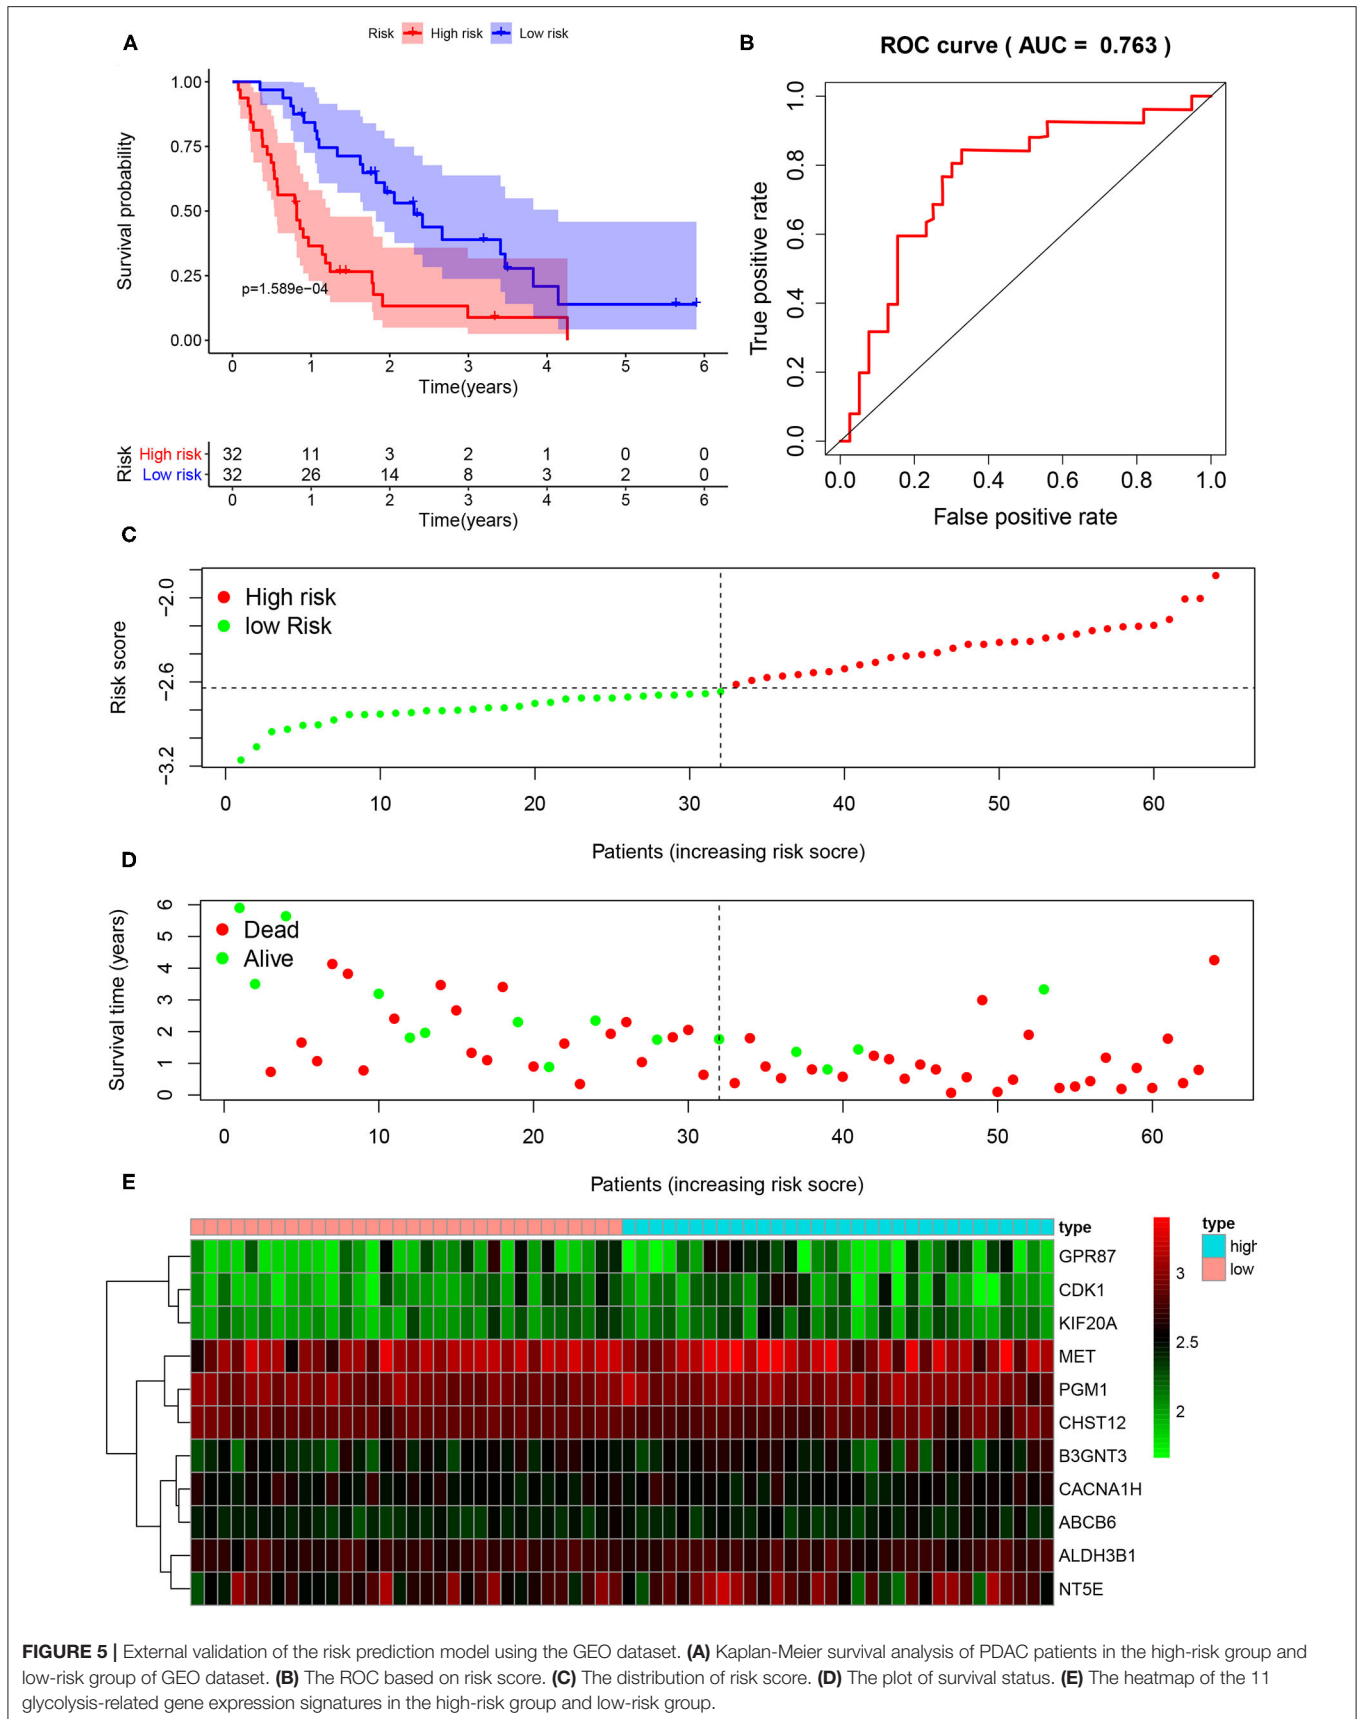 A
Risk High risk Low risk
Survival probability
1.00
0.75
0.50
0.25
0.00
p=1.589e−04
0 1 2 3 4 5 6
Time(years)
Risk
High risk 32 11 3 2 1 0 0
Low risk 32 26 14 8 3 2 0
0 1 2 3 4 5 6
Time(years)
B
ROC curve ( AUC = 0.763 )
True positive rate
1.0
0.8
0.6
0.4
0.2
0.0
0.0 0.2 0.4 0.6 0.8 1.0
False positive rate
C
Risk score
−2.0
−2.6
−3.2
High risk
low Risk
0 10 20 30 40 50 60
Patients (increasing risk socre)
D
Survival time (years)
6
5
4
3
2
1
0
Dead
Alive
0 10 20 30 40 50 60
Patients (increasing risk socre)
E
type
GPR87
CDK1
KIF20A
MET
PGM1
CHST12
B3GNT3
CACNA1H
ABCB6
ALDH3B1
NT5E
3
2.5
2
type
high
low
FIGURE 5 | External validation of the risk prediction model using the GEO dataset. (A) Kaplan-Meier survival analysis of PDAC patients in the high-risk group and
low-risk group of GEO dataset. (B) The ROC based on risk score. (C) The distribution of risk score. (D) The plot of survival status. (E) The heatmap of the 11
glycolysis-related gene expression signatures in the high-risk group and low-risk group.